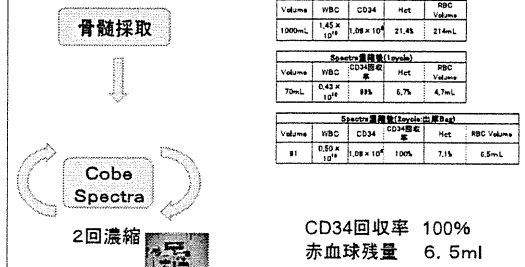 骨髄採取
Cobe
Spectra
2回濃縮
Volume WBC CD34 Hct RBC Volume
1000mL 1.45× 10¹⁰ 1.08×10⁸ 21.4% 214mL
Spectra濃縮後(1cycle)
Volume WBC CD34回収率 Hct RBC Volume
70mL 0.43× 10¹⁰ 99% 6.7% 4.7mL
Spectra濃縮後(2cycle:出庫Bag)
Volume WBC CD34 CD34回収率 Hct RBC Volume
91 0.50× 10¹⁰ 1.08×10⁸ 100% 7.1% 6.5mL
CD34回収率 100%
赤血球残量 6.5ml